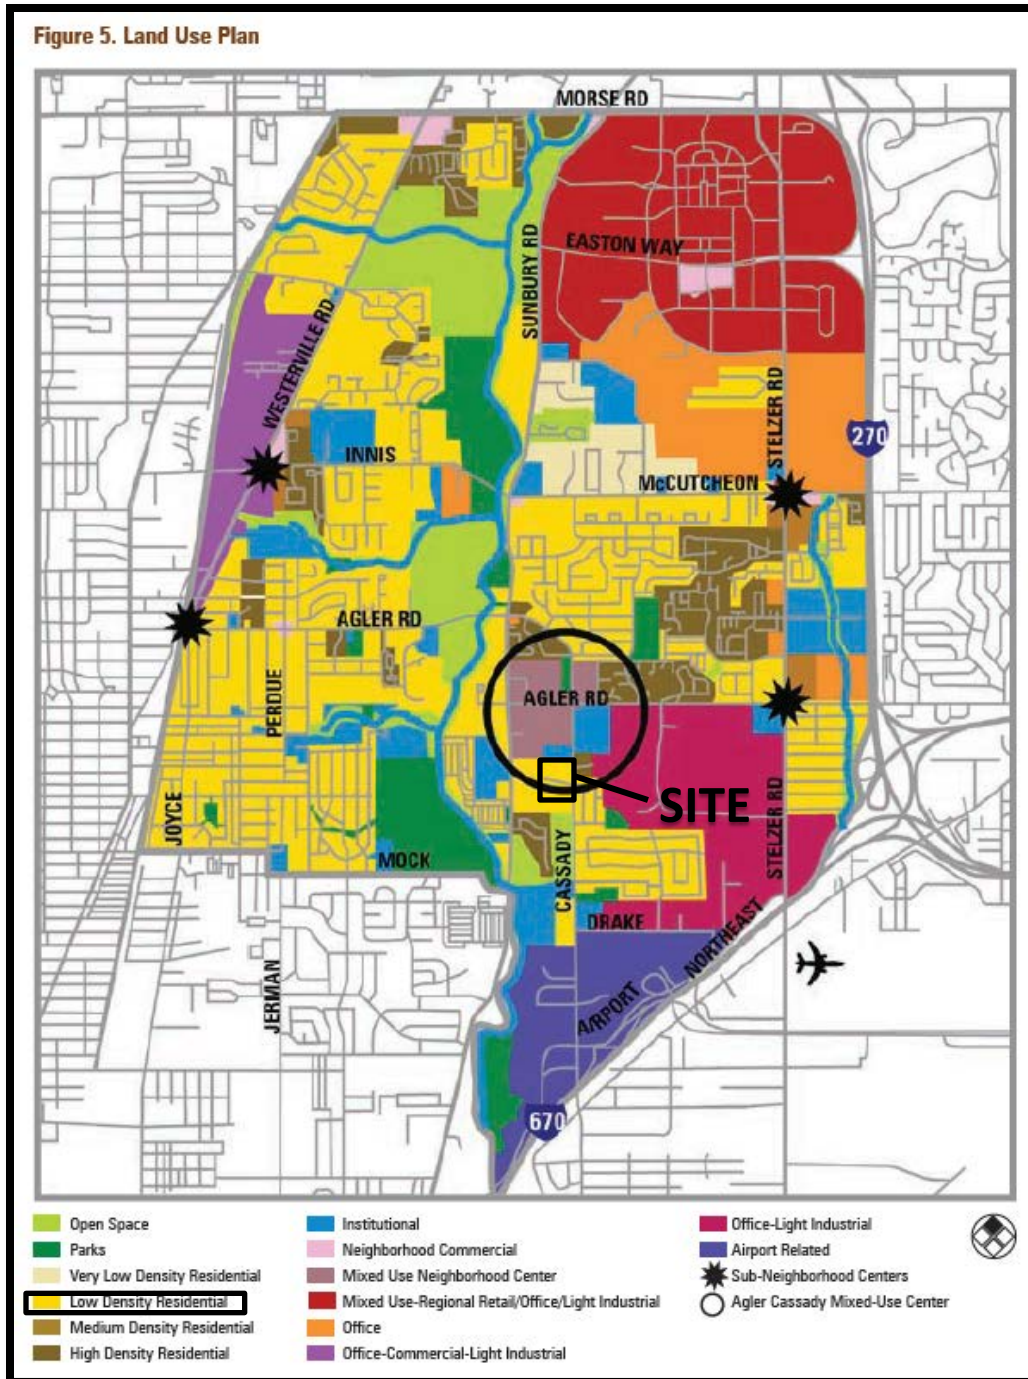 Figure 5. Land Use Plan
MORSE RD
EASTON WAY
SUNBURY RD
WESTERVILLE RD
STELZER RD
270
INNIS
McCUTCHEON
AGLER RD
PERDUE
AGLER RD
SITE
JOYCE
STELZER RD
MOCK
CASSADY
DRAKE
NORTHEAST
AIRPORT
JERMAN
670
Open Space
Parks
Very Low Density Residential
Low Density Residential
Medium Density Residential
High Density Residential
Institutional
Neighborhood Commercial
Mixed Use Neighborhood Center
Mixed Use-Regional Retail/Office/Light Industrial
Office
Office-Commercial-Light Industrial
Office-Light Industrial
Airport Related
Sub-Neighborhood Centers
Agler Cassady Mixed-Use Center